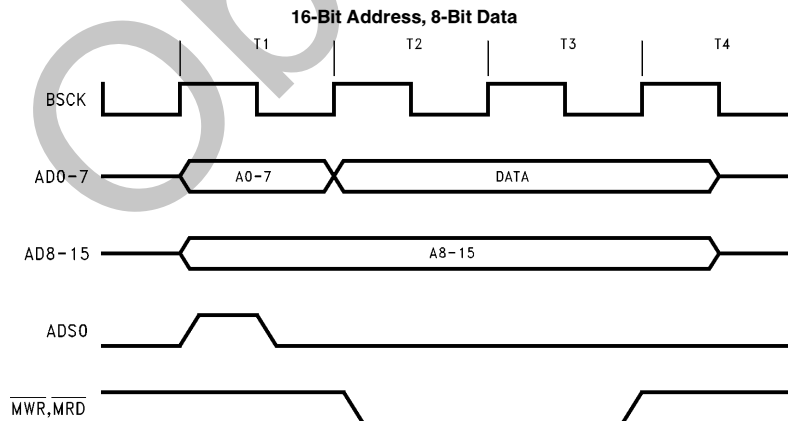 16-Bit Address, 8-Bit Data
T1 T2 T3 T4
BSCK
AD0-7 A0-7 DATA
AD8-15 A8-15
ADS0
MWR,MRD